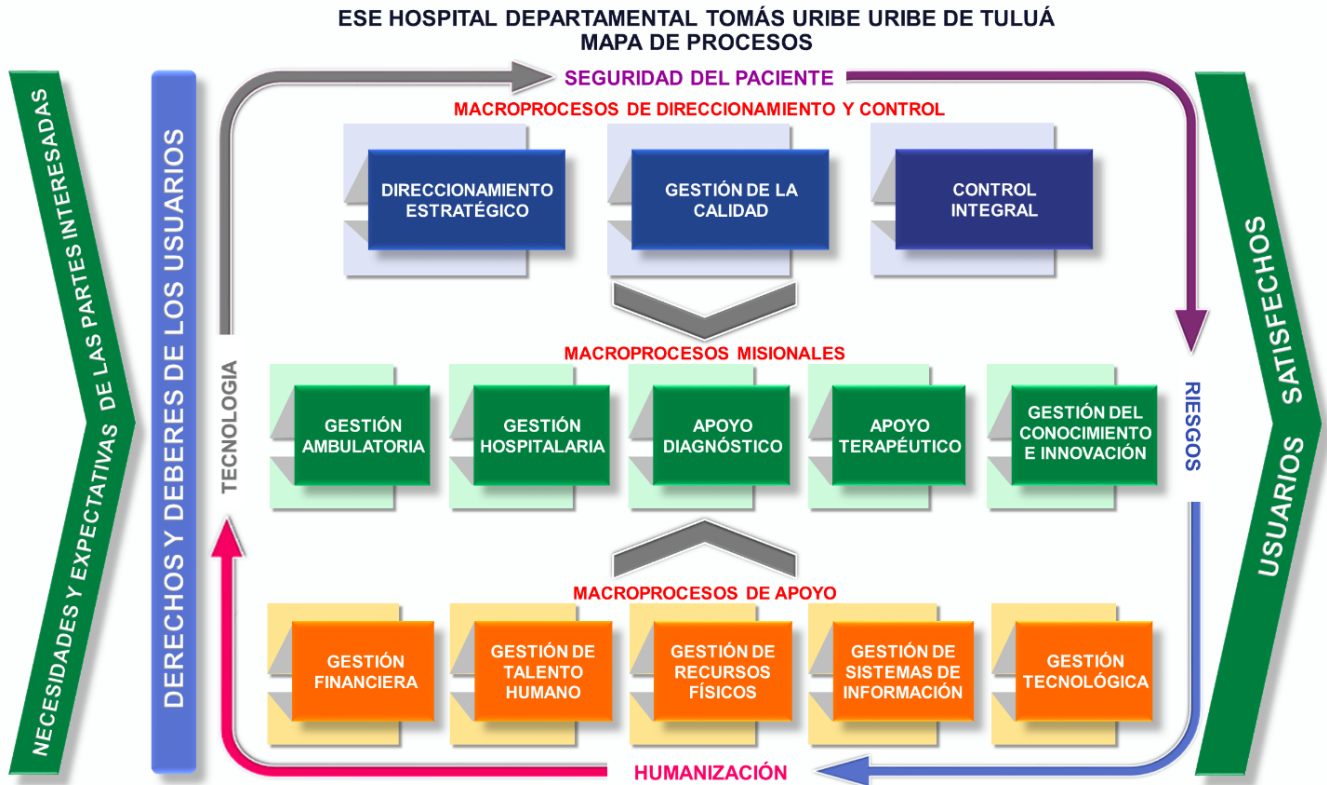 ESE HOSPITAL DEPARTAMENTAL TOMÁS URIBE URIBE DE TULUÁ
MAPA DE PROCESOS
NECESIDADES Y EXPECTATIVAS DE LAS PARTES INTERESADAS
DERECHOS Y DEBERES DE LOS USUARIOS
TECNOLOGIA
SEGURIDAD DEL PACIENTE
MACROPROCESOS DE DIRECCIONAMIENTO Y CONTROL
DIRECCIONAMIENTO
ESTRATÉGICO
GESTIÓN DE LA
CALIDAD
CONTROL
INTEGRAL
MACROPROCESOS MISIONALES
GESTIÓN
AMBULATORIA
GESTIÓN
HOSPITALARIA
APOYO
DIAGNÓSTICO
APOYO
TERAPÉUTICO
GESTIÓN DEL
CONOCIMIENTO
E INNOVACIÓN
MACROPROCESOS DE APOYO
GESTIÓN
FINANCIERA
GESTIÓN DE
TALENTO
HUMANO
GESTIÓN DE
RECURSOS
FÍSICOS
GESTIÓN DE
SISTEMAS DE
INFORMACIÓN
GESTIÓN
TECNOLÓGICA
HUMANIZACIÓN
RIESGOS
USUARIOS SATISFECHOS